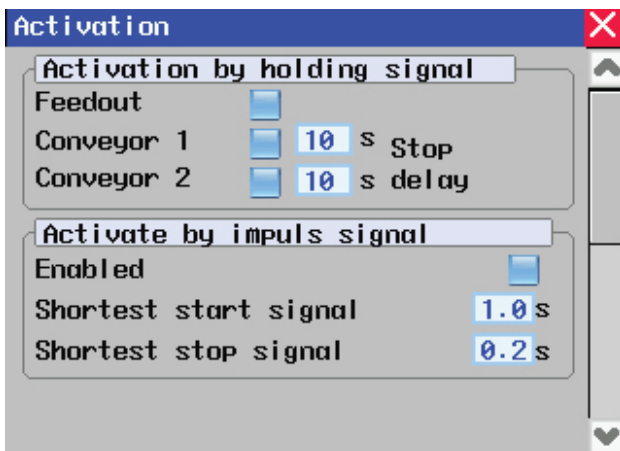 Activation
Activation by holding signal
Feedout
Conveyor 1 10 s Stop
Conveyor 2 10 s delay
Activate by impuls signal
Enabled
Shortest start signal 1.0 s
Shortest stop signal 0.2 s